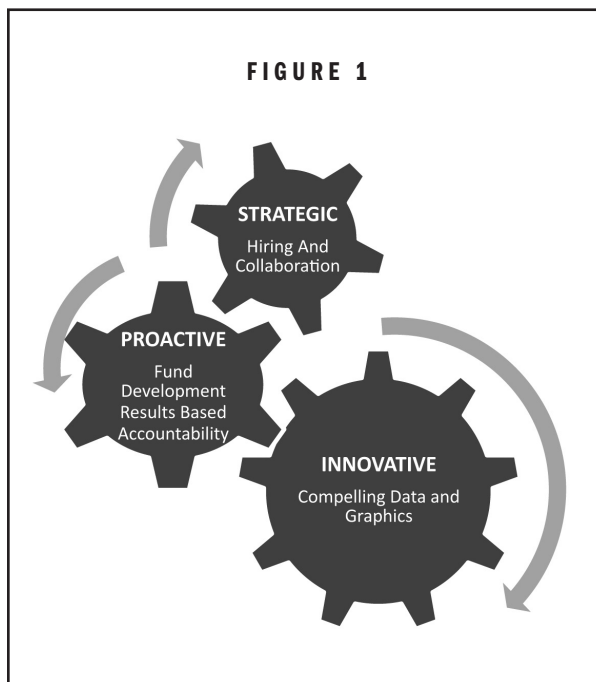 FIGURE 1
STRATEGIC
Hiring And
Collaboration
PROACTIVE
Fund
Development
Results Based
Accountability
INNOVATIVE
Compelling Data and
Graphics